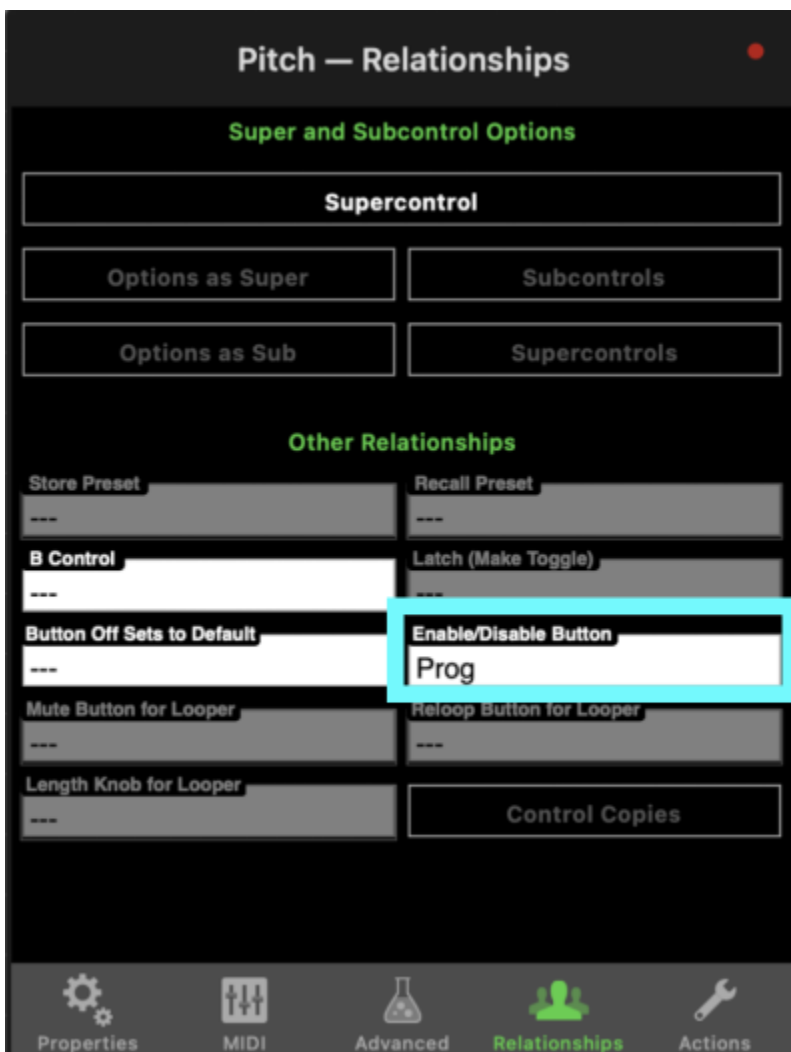 Pitch — Relationships
Super and Subcontrol Options
Supercontrol
Options as Super
Subcontrols
Options as Sub
Supercontrols
Other Relationships
Store Preset
Recall Preset
---
---
B Control
Latch (Make Toggle)
---
---
Button Off Sets to Default
Enable/Disable Button
---
Prog
Mute Button for Looper
Reloop Button for Looper
---
---
Length Knob for Looper
---
Control Copies
Properties
MIDI
Advanced
Relationships
Actions